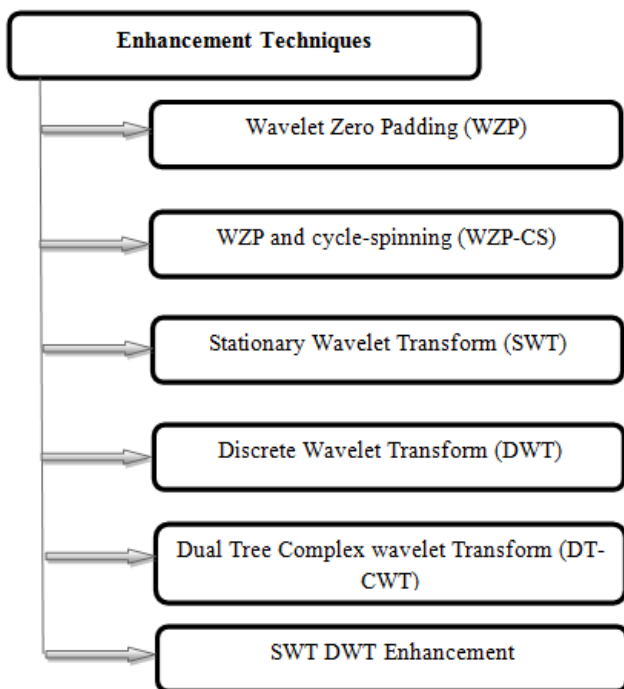 Enhancement Techniques
Wavelet Zero Padding (WZP)
WZP and cycle-spinning (WZP-CS)
Stationary Wavelet Transform (SWT)
Discrete Wavelet Transform (DWT)
Dual Tree Complex wavelet Transform (DT-
CWT)
SWT DWT Enhancement